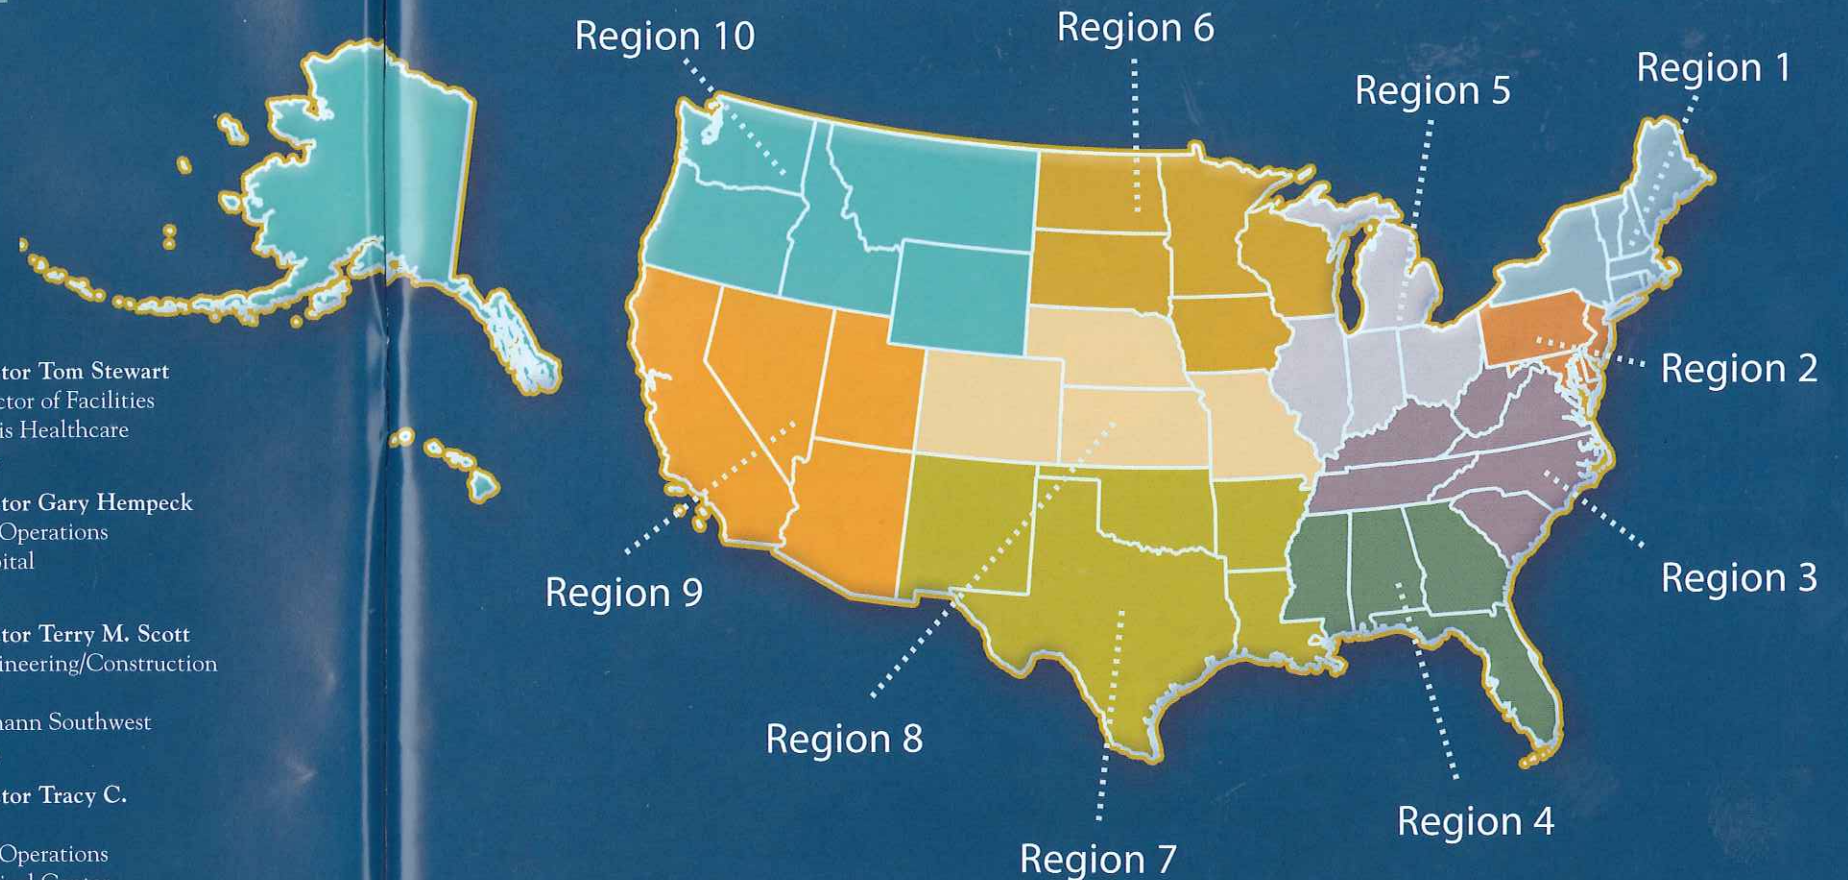 Region 10
Region 6
Region 5
Region 1
Region 2
Region 3
Region 9
Region 8
Region 4
Region 7
tor Tom Stewart
ctor of Facilities
is Healthcare
tor Gary Hempeck
Operations
pital
tor Terry M. Scott
ineering/Construction
mann Southwest
tor Tracy C.
Operations